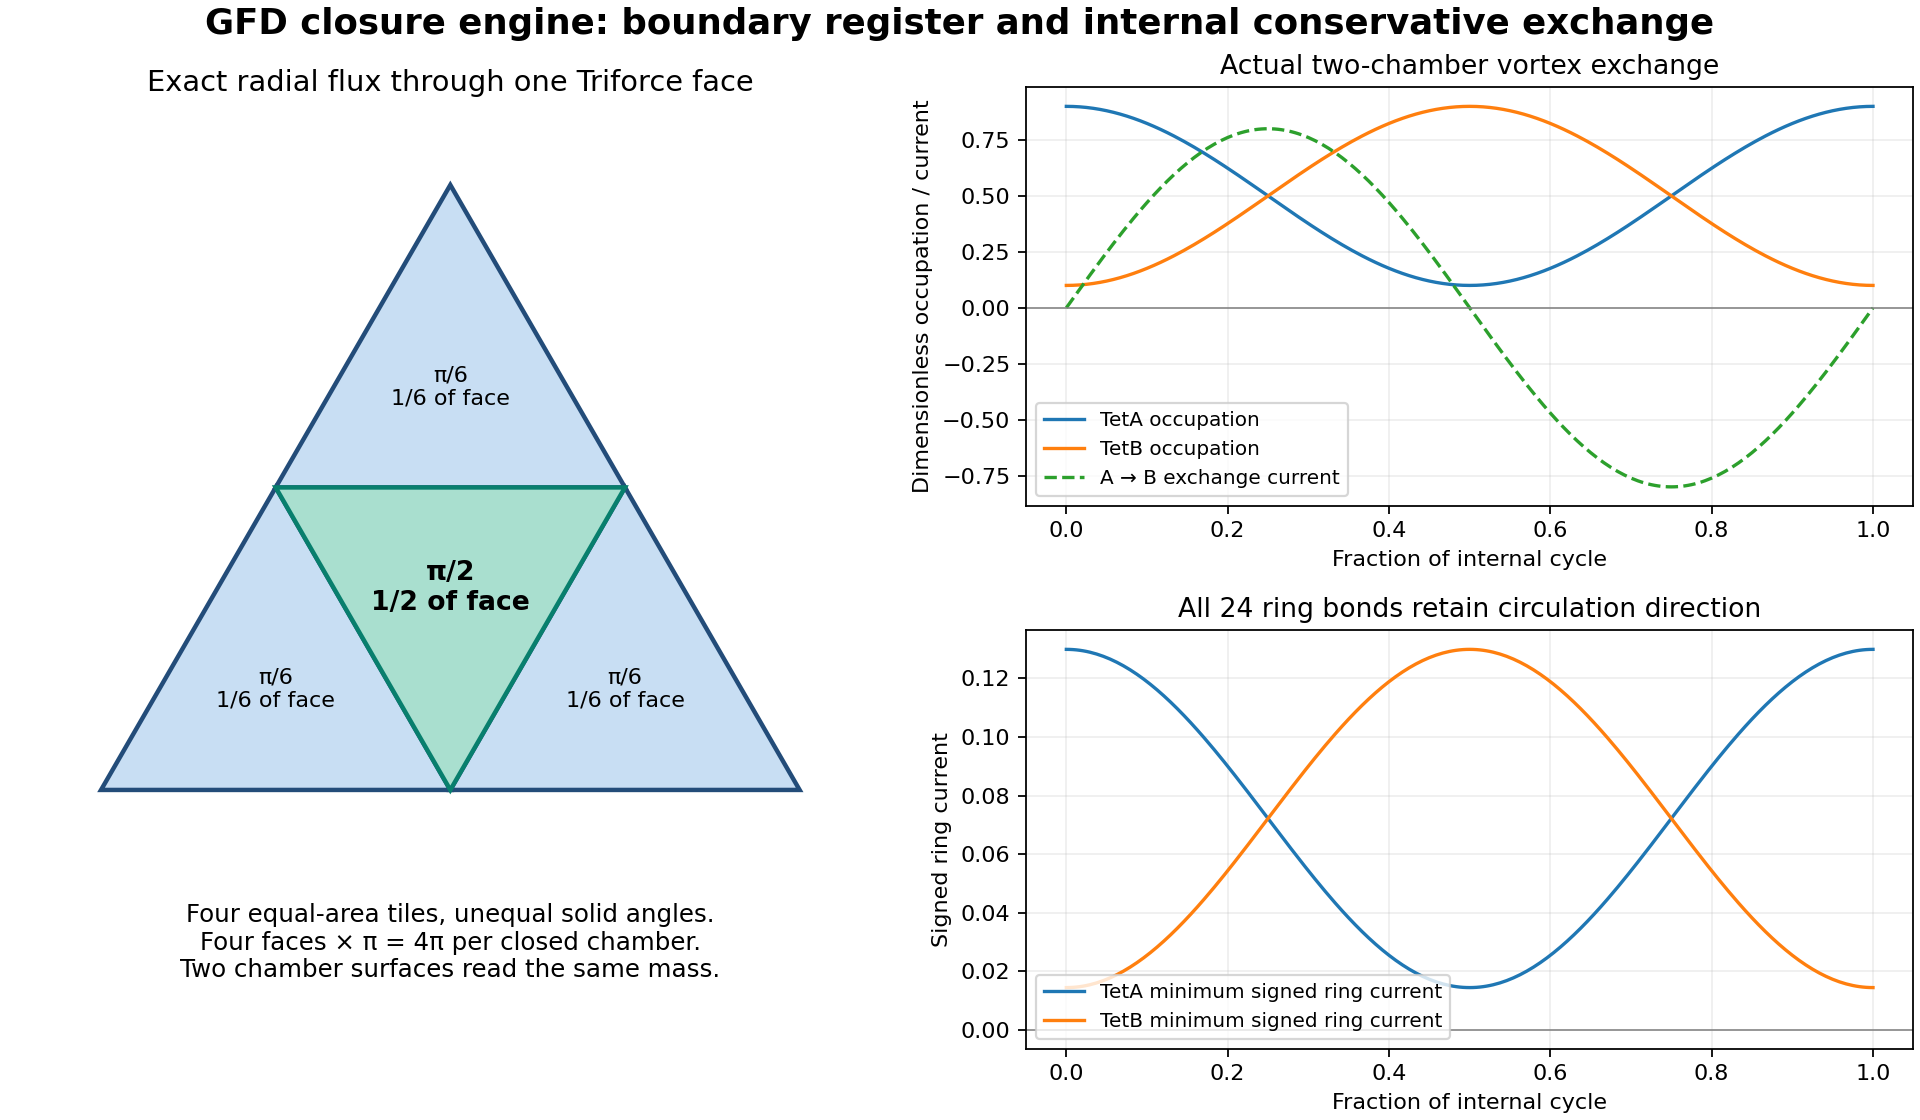 GFD closure engine: boundary register and internal conservative exchange
Exact radial flux through one Triforce face
π/6
1/6 of face
π/2
1/2 of face
π/6
1/6 of face
π/6
1/6 of face
Four equal-area tiles, unequal solid angles.
Four faces × π = 4π per closed chamber.
Two chamber surfaces read the same mass.
Actual two-chamber vortex exchange
Dimensionless occupation / current
0.75
0.50
0.25
0.00
−0.25
−0.50
−0.75
TetA occupation
TetB occupation
A → B exchange current
0.0 0.2 0.4 0.6 0.8 1.0
Fraction of internal cycle
All 24 ring bonds retain circulation direction
Signed ring current
0.12
0.10
0.08
0.06
0.04
0.02
0.00
TetA minimum signed ring current
TetB minimum signed ring current
0.0 0.2 0.4 0.6 0.8 1.0
Fraction of internal cycle